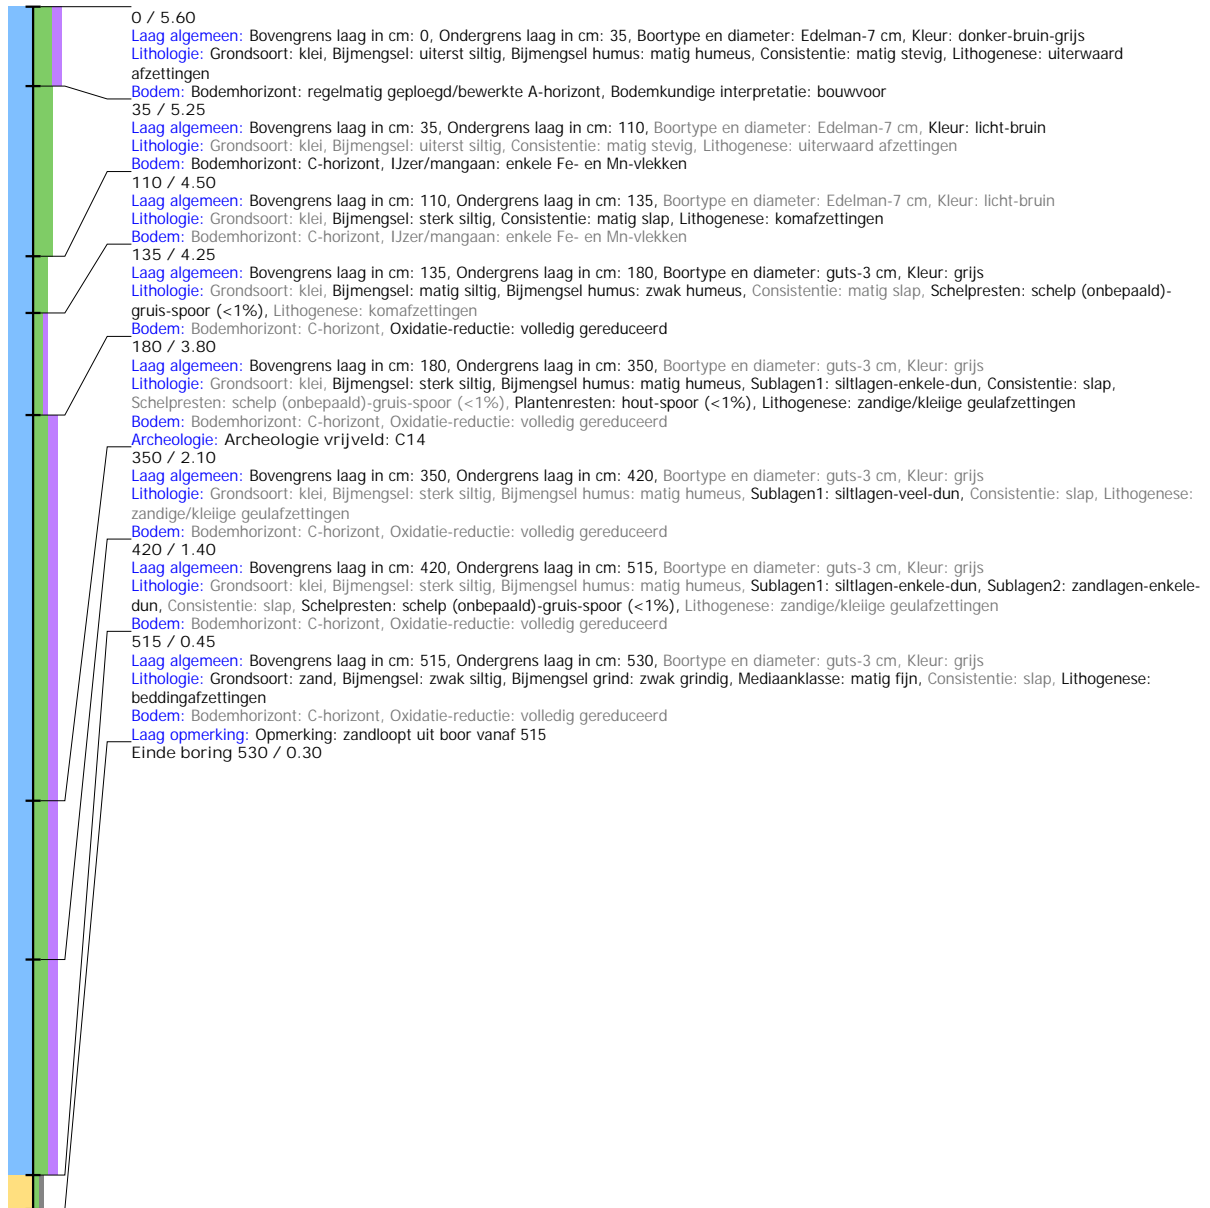 0 / 5.60
Laag algemeen: Bovengrens laag in cm: 0, Ondergrens laag in cm: 35, Boortype en diameter: Edelman-7 cm, Kleur: donker-bruin-grijs
Lithologie: Grondsoort: klei, Bijmengsel: uiterst siltig, Bijmengsel humus: matig humeus, Consistentie: matig stevig, Lithogenese: uiterwaard
afzettingen
Bodem: Bodemhorizont: regelmatig geploegd/bewerkte A-horizont, Bodemkundige interpretatie: bouwvoor
35 / 5.25
Laag algemeen: Bovengrens laag in cm: 35, Ondergrens laag in cm: 110, Boortype en diameter: Edelman-7 cm, Kleur: licht-bruin
Lithologie: Grondsoort: klei, Bijmengsel: uiterst siltig, Consistentie: matig stevig, Lithogenese: uiterwaard afzettingen
Bodem: Bodemhorizont: C-horizont, IJzer/mangaan: enkele Fe- en Mn-vlekken
110 / 4.50
Laag algemeen: Bovengrens laag in cm: 110, Ondergrens laag in cm: 135, Boortype en diameter: Edelman-7 cm, Kleur: licht-bruin
Lithologie: Grondsoort: klei, Bijmengsel: sterk siltig, Consistentie: matig slap, Lithogenese: komafzettingen
Bodem: Bodemhorizont: C-horizont, IJzer/mangaan: enkele Fe- en Mn-vlekken
135 / 4.25
Laag algemeen: Bovengrens laag in cm: 135, Ondergrens laag in cm: 180, Boortype en diameter: guts-3 cm, Kleur: grijs
Lithologie: Grondsoort: klei, Bijmengsel: matig siltig, Bijmengsel humus: zwak humeus, Consistentie: matig slap, Schelpresten: schelp (onbepaald)-
gruis-spoor (<1%), Lithogenese: komafzettingen
Bodem: Bodemhorizont: C-horizont, Oxidatie-reductie: volledig gereduceerd
180 / 3.80
Laag algemeen: Bovengrens laag in cm: 180, Ondergrens laag in cm: 350, Boortype en diameter: guts-3 cm, Kleur: grijs
Lithologie: Grondsoort: klei, Bijmengsel: sterk siltig, Bijmengsel humus: matig humeus, Sublagen1: siltlagen-enkele-dun, Consistentie: slap,
Schelpresten: schelp (onbepaald)-gruis-spoor (<1%), Plantenresten: hout-spoor (<1%), Lithogenese: zandige/kleiige geulafzettingen
Bodem: Bodemhorizont: C-horizont, Oxidatie-reductie: volledig gereduceerd
Archeologie: Archeologie vrijveld: C14
350 / 2.10
Laag algemeen: Bovengrens laag in cm: 350, Ondergrens laag in cm: 420, Boortype en diameter: guts-3 cm, Kleur: grijs
Lithologie: Grondsoort: klei, Bijmengsel: sterk siltig, Bijmengsel humus: matig humeus, Sublagen1: siltlagen-veel-dun, Consistentie: slap, Lithogenese:
zandige/kleiige geulafzettingen
Bodem: Bodemhorizont: C-horizont, Oxidatie-reductie: volledig gereduceerd
420 / 1.40
Laag algemeen: Bovengrens laag in cm: 420, Ondergrens laag in cm: 515, Boortype en diameter: guts-3 cm, Kleur: grijs
Lithologie: Grondsoort: klei, Bijmengsel: sterk siltig, Bijmengsel humus: matig humeus, Sublagen1: siltlagen-enkele-dun, Sublagen2: zandlagen-enkele-
dun, Consistentie: slap, Schelpresten: schelp (onbepaald)-gruis-spoor (<1%), Lithogenese: zandige/kleiige geulafzettingen
Bodem: Bodemhorizont: C-horizont, Oxidatie-reductie: volledig gereduceerd
515 / 0.45
Laag algemeen: Bovengrens laag in cm: 515, Ondergrens laag in cm: 530, Boortype en diameter: guts-3 cm, Kleur: grijs
Lithologie: Grondsoort: zand, Bijmengsel: zwak siltig, Bijmengsel grind: zwak grindig, Mediaanklasse: matig fijn, Consistentie: slap, Lithogenese:
beddingafzettingen
Bodem: Bodemhorizont: C-horizont, Oxidatie-reductie: volledig gereduceerd
Laag opmerking: Opmerking: zandloopt uit boor vanaf 515
Einde boring 530 / 0.30